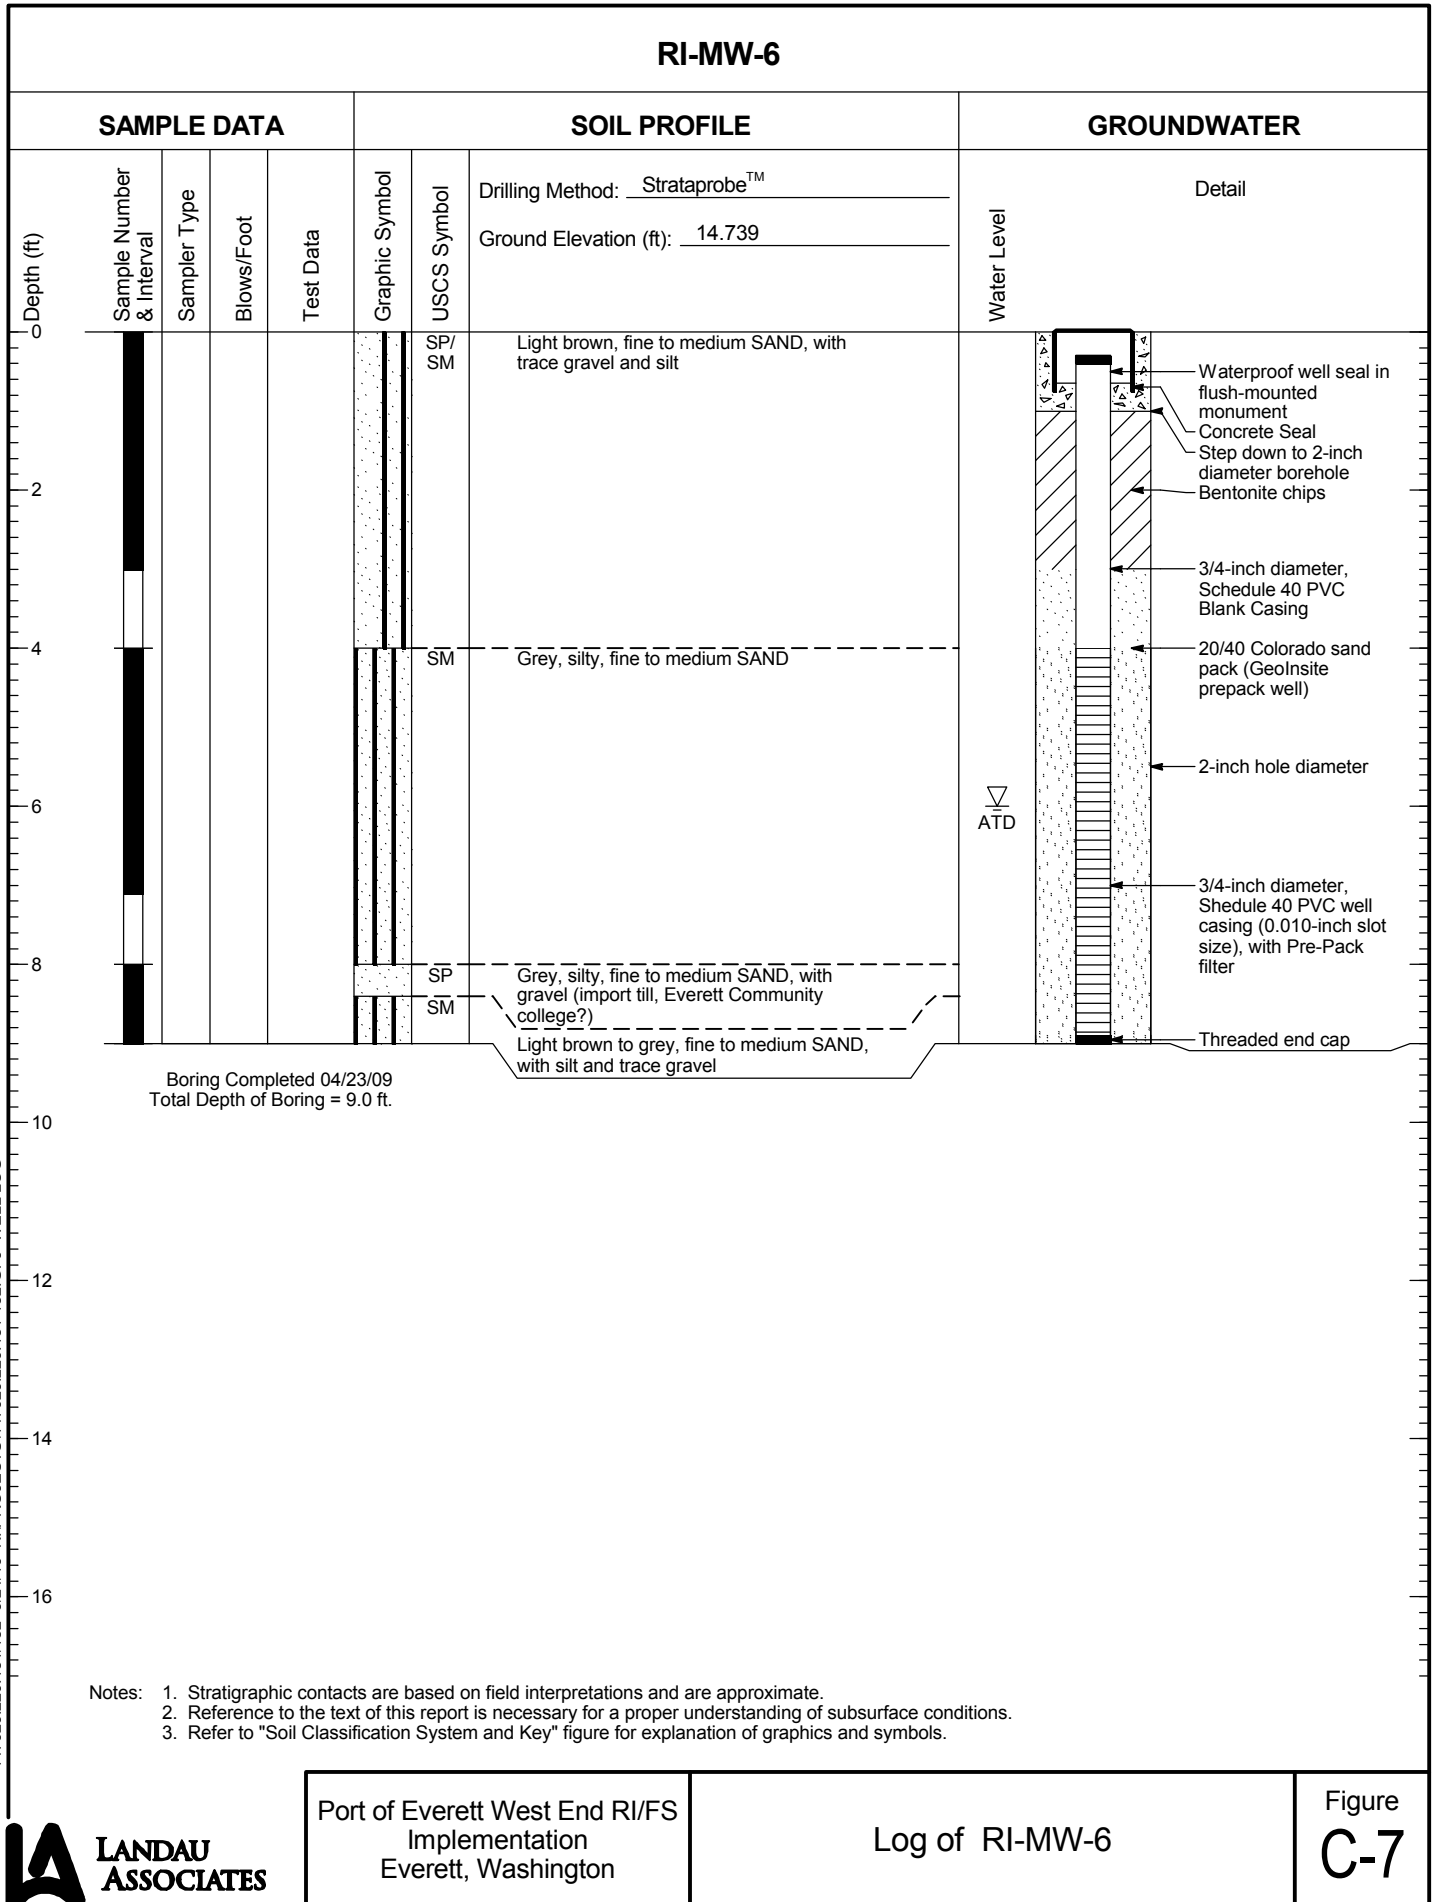 RI-MW-6
SAMPLE DATA
SOIL PROFILE
GROUNDWATER
Depth (ft)
Sample Number
& Interval
Sampler Type
Blows/Foot
Test Data
Graphic Symbol
USCS Symbol
Drilling Method: Strataprobe™
Ground Elevation (ft): 14.739
Water Level
Detail
0
2
4
6
8
10
12
14
16
SP/
SM
Light brown, fine to medium SAND, with
trace gravel and silt
SM
Grey, silty, fine to medium SAND
SP
Grey, silty, fine to medium SAND, with
gravel (import till, Everett Community
college?)
SM
Light brown to grey, fine to medium SAND,
with silt and trace gravel
ATD
Waterproof well seal in
flush-mounted
monument
Concrete Seal
Step down to 2-inch
diameter borehole
Bentonite chips
3/4-inch diameter,
Schedule 40 PVC
Blank Casing
20/40 Colorado sand
pack (GeoInsite
prepack well)
2-inch hole diameter
3/4-inch diameter,
Shedule 40 PVC well
casing (0.010-inch slot
size), with Pre-Pack
filter
Threaded end cap
Boring Completed 04/23/09
Total Depth of Boring = 9.0 ft.
Notes: 1. Stratigraphic contacts are based on field interpretations and are approximate.
2. Reference to the text of this report is necessary for a proper understanding of subsurface conditions.
3. Refer to "Soil Classification System and Key" figure for explanation of graphics and symbols.
LANDAU
ASSOCIATES
Port of Everett West End RI/FS
Implementation
Everett, Washington
Log of RI-MW-6
Figure
C-7